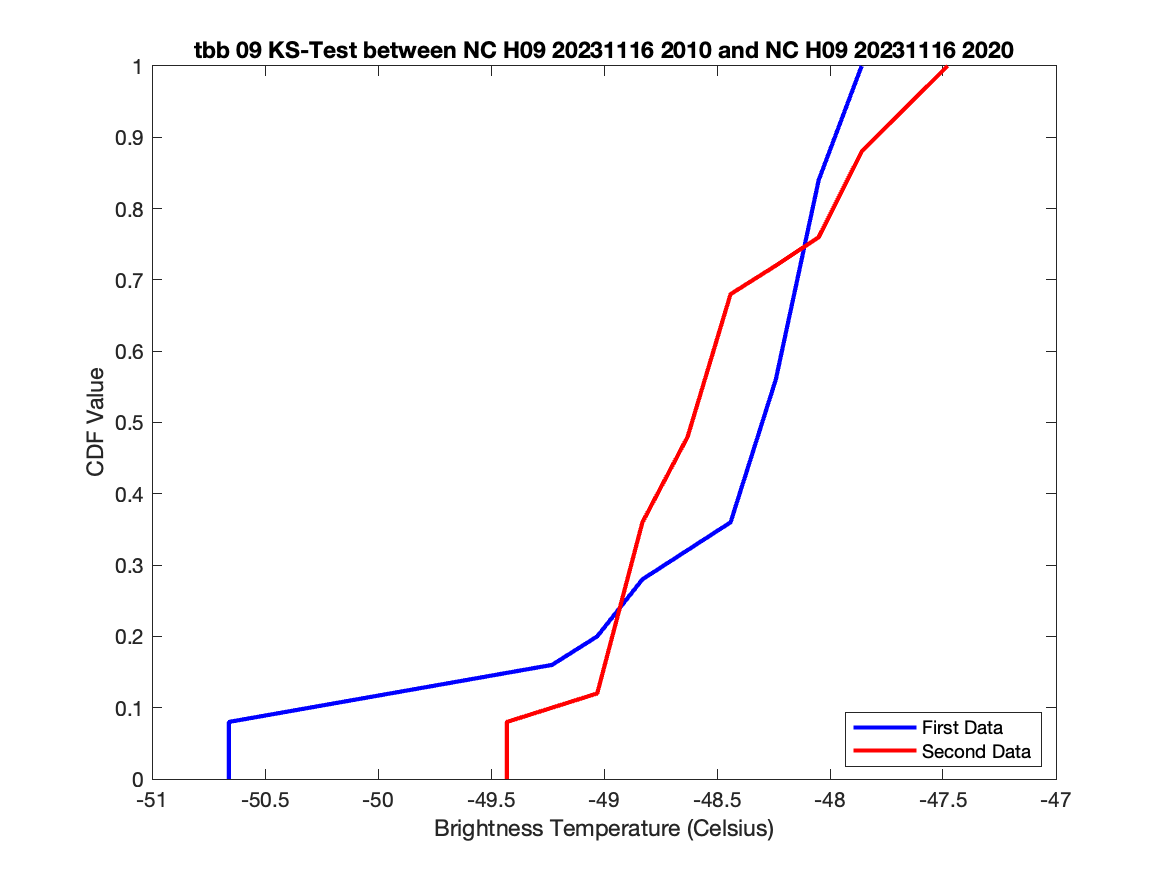 tbb 09 KS-Test between NC H09 20231116 2010 and NC H09 20231116 2020
1
0.9
0.8
0.7
0.6
0.5
0.4
0.3
0.2
0.1
0
CDF Value
First Data
Second Data
-51 -50.5 -50 -49.5 -49 -48.5 -48 -47.5 -47
Brightness Temperature (Celsius)